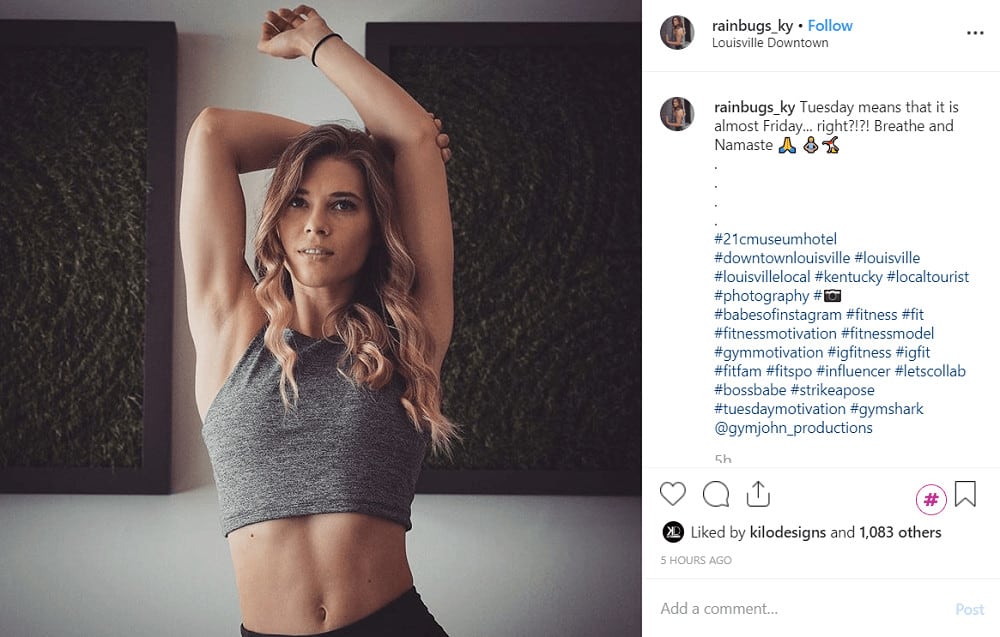 rainbugs_ky • Follow
Louisville Downtown
rainbugs_ky Tuesday means that it is
almost Friday... right?!?! Breathe and
Namaste 🙏 🧘 🤸
.
.
.
.
#21cmuseumhotel
#downtownlouisville #louisville
#louisvillelocal #kentucky #localtourist
#photography #📷
#babesofinstagram #fitness #fit
#fitnessmotivation #fitnessmodel
#gymmotivation #igfitness #igfit
#fitfam #fitspo #influencer #letscollab
#bossbabe #strikeapose
#tuesdaymotivation #gymshark
@gymjohn_productions
5h
#
Liked by kilodesigns and 1,083 others
5 HOURS AGO
Add a comment... Post